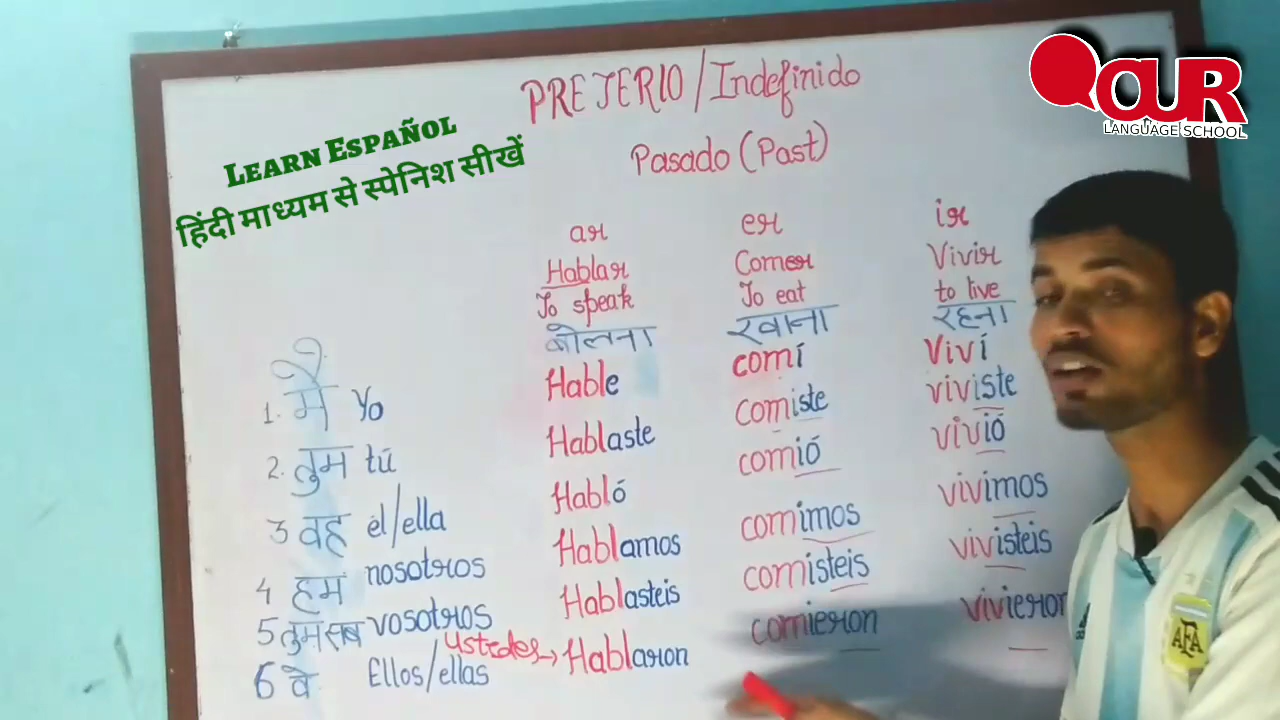 PRETERIO/Indefinido
Pasado (Past)
LEARN ESPAÑOL
हिंदी माध्यम से स्पेनिश सीखें
OUR
LANGUAGE SCHOOL
ar er ir
Hablar Comer Vivir
To speak To eat to live
बोलना खाना रहना
1. मै Yo Hable comí Viví
2. तुम tú Hablaste comiste viviste
3 वह él/ella Habló comió vivió
4 हम nosotros Hablamos comimos vivimos
5 तुम सब vosotros Hablasteis comisteis vivisteis
ustedes → Hablaron comieron vivieron
6 वे Ellos/ellas
AFA